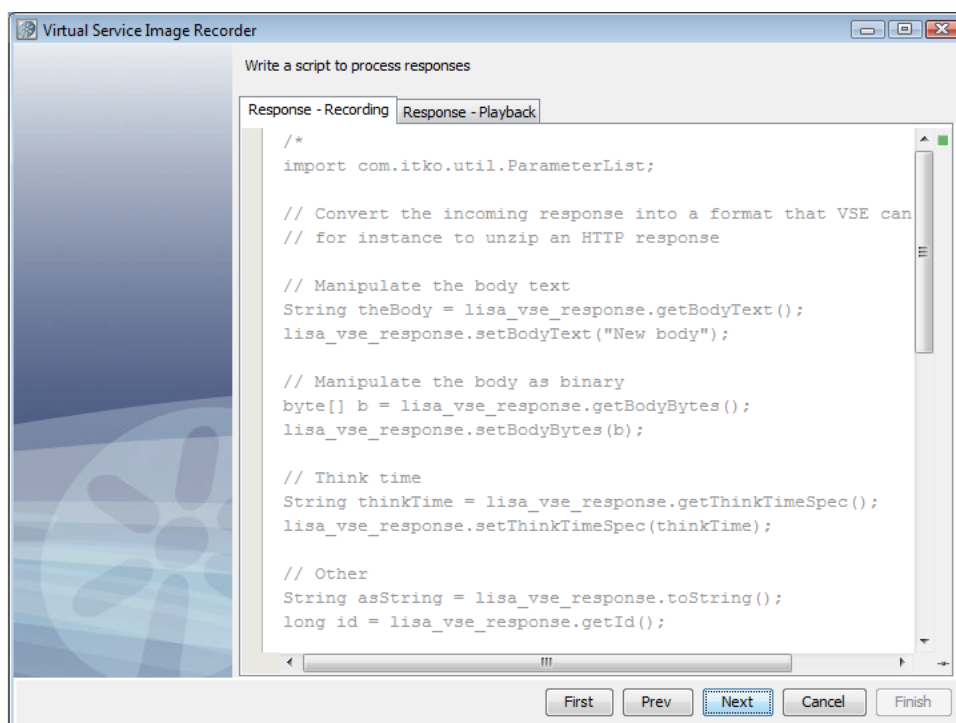 Virtual Service Image Recorder
Write a script to process responses
Response - Recording
Response - Playback
/*
import com.itko.util.ParameterList;
// Convert the incoming response into a format that VSE can
// for instance to unzip an HTTP response
// Manipulate the body text
String theBody = lisa_vse_response.getBodyText();
lisa_vse_response.setBodyText("New body");
// Manipulate the body as binary
byte[] b = lisa_vse_response.getBodyBytes();
lisa_vse_response.setBodyBytes(b);
// Think time
String thinkTime = lisa_vse_response.getThinkTimeSpec();
lisa_vse_response.setThinkTimeSpec(thinkTime);
// Other
String asString = lisa_vse_response.toString();
long id = lisa_vse_response.getId();
First Prev Next Cancel Finish